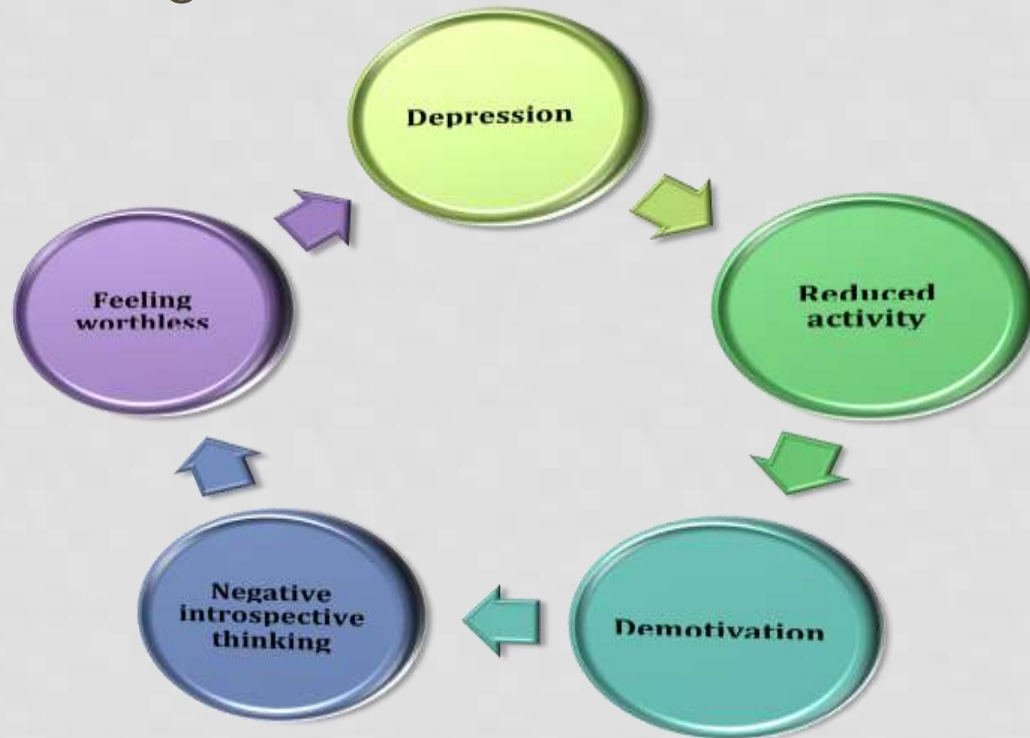 Depression
Reduced
activity
Demotivation
Negative
introspective
thinking
Feeling
worthless